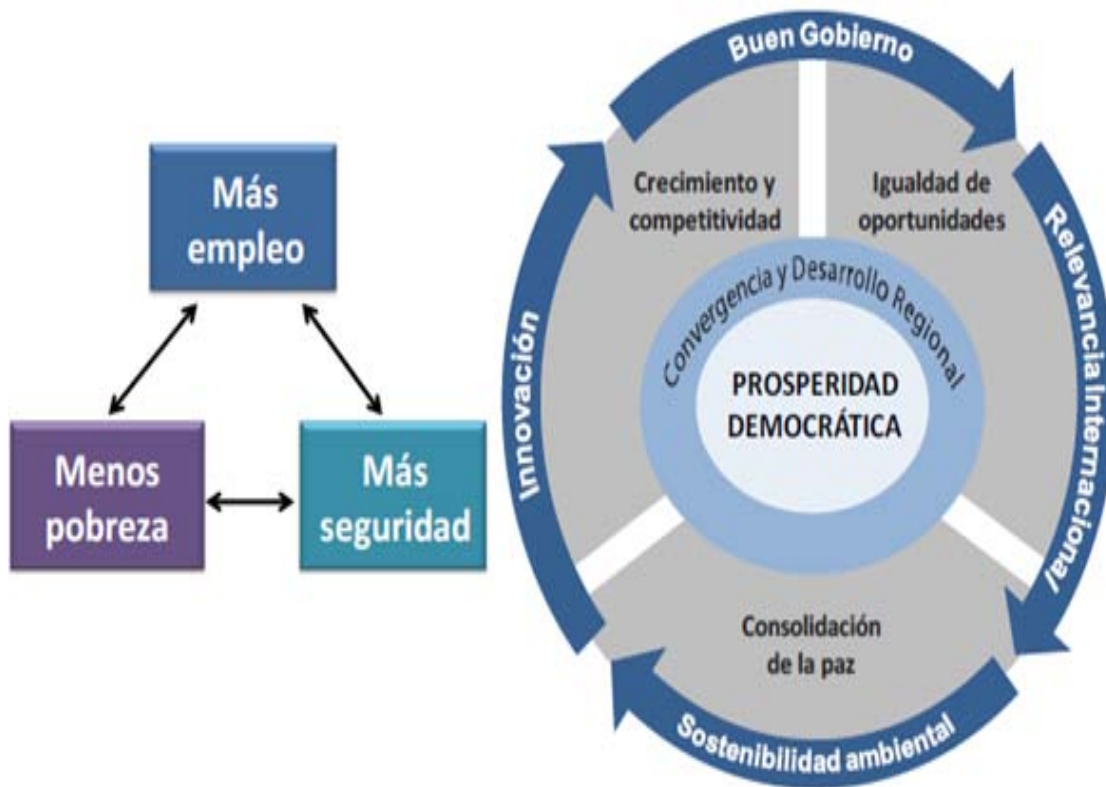 Más
empleo
Menos
pobreza
Más
seguridad
Buen Gobierno
Crecimiento y
competitividad
Igualdad de
oportunidades
Innovación
Relevancia Internacional
Convergencia y Desarrollo Regional
PROSPERIDAD
DEMOCRÁTICA
Consolidación
de la paz
Sostenibilidad ambiental